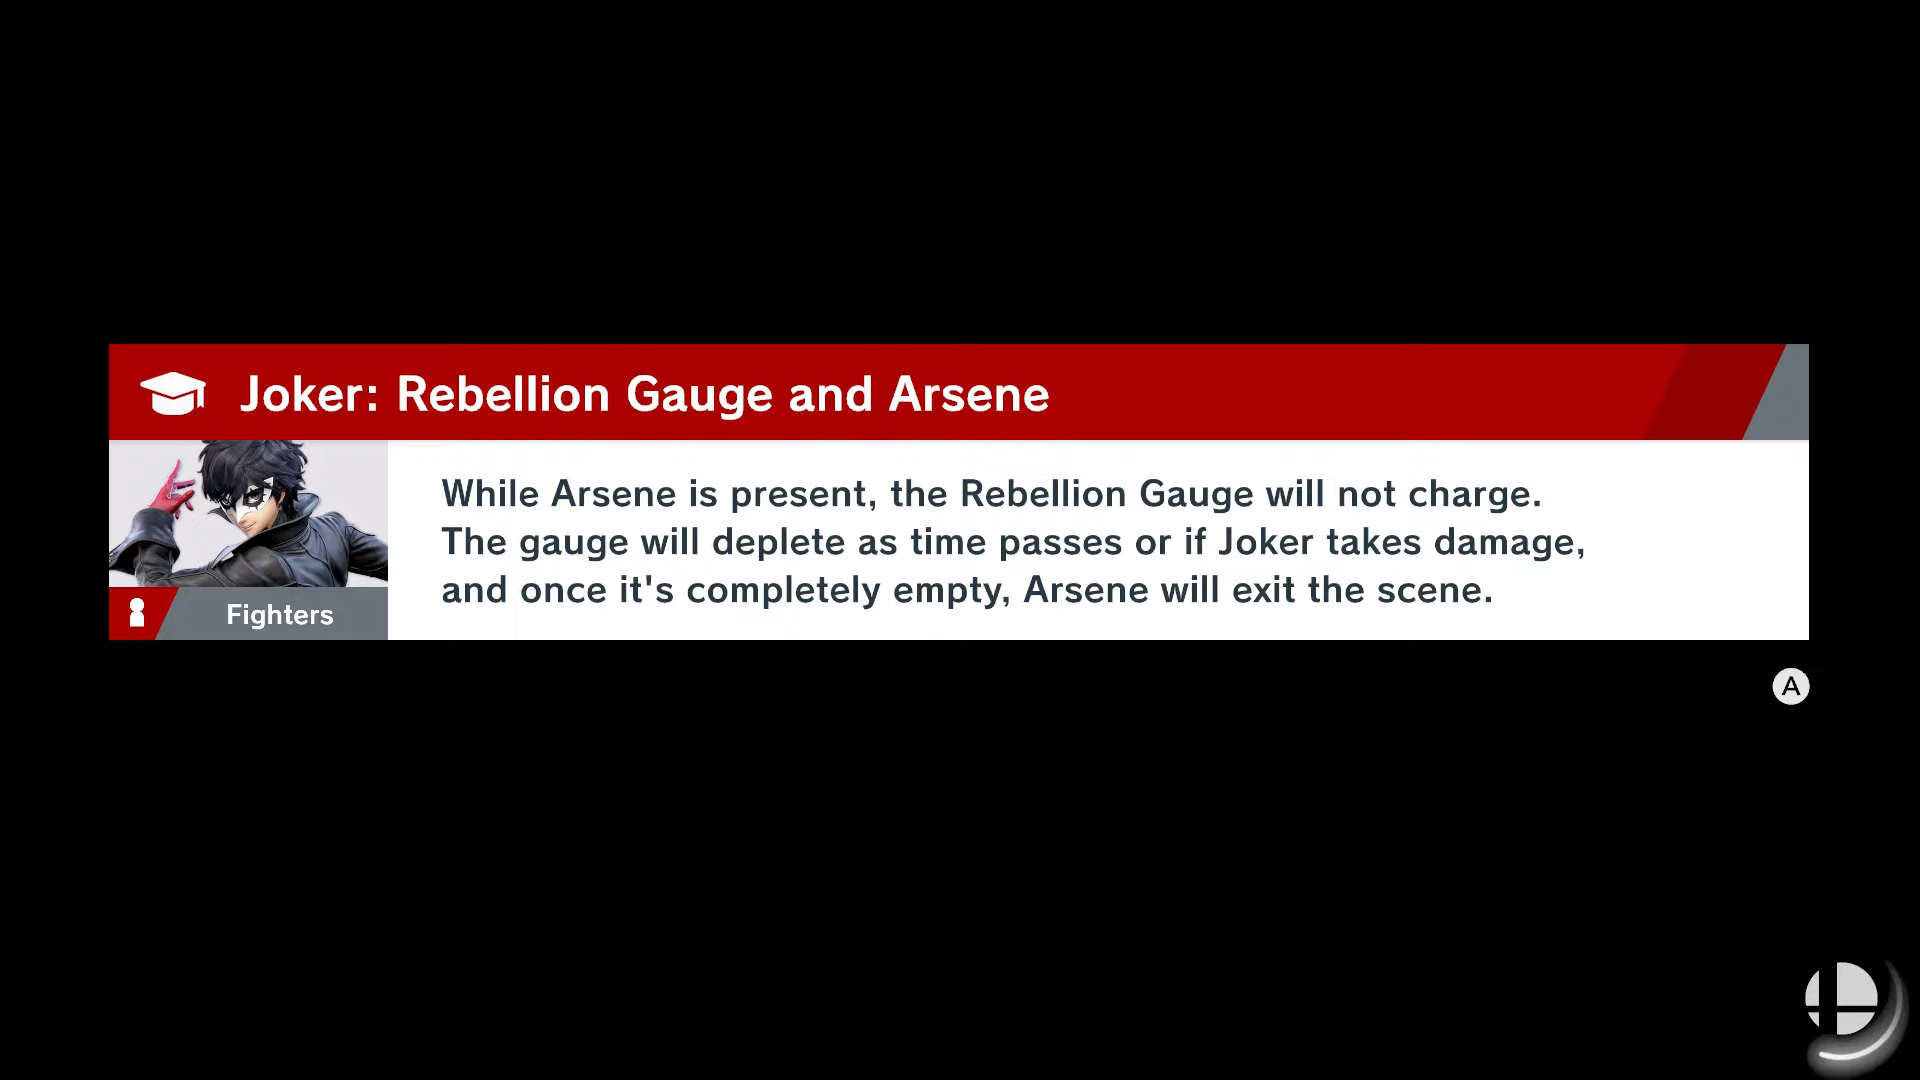 Joker: Rebellion Gauge and Arsene
While Arsene is present, the Rebellion Gauge will not charge.
The gauge will deplete as time passes or if Joker takes damage,
and once it's completely empty, Arsene will exit the scene.
Fighters
A